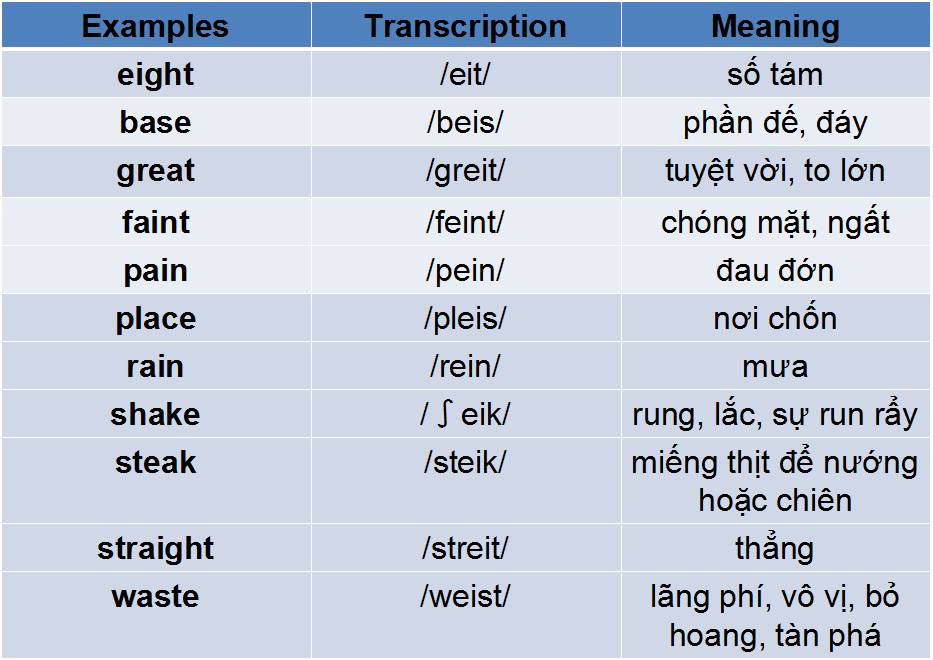 Examples Transcription Meaning
eight /eit/ số tám
base /beis/ phần đế, đáy
great /greit/ tuyệt vời, to lớn
faint /feint/ chóng mặt, ngất
pain /pein/ đau đớn
place /pleis/ nơi chốn
rain /rein/ mưa
shake / ʃ eik/ rung, lắc, sự run rẩy
steak /steik/ miếng thịt để nướng
hoặc chiên
straight /streit/ thẳng
waste /weist/ lãng phí, vô vị, bỏ
hoang, tàn phá